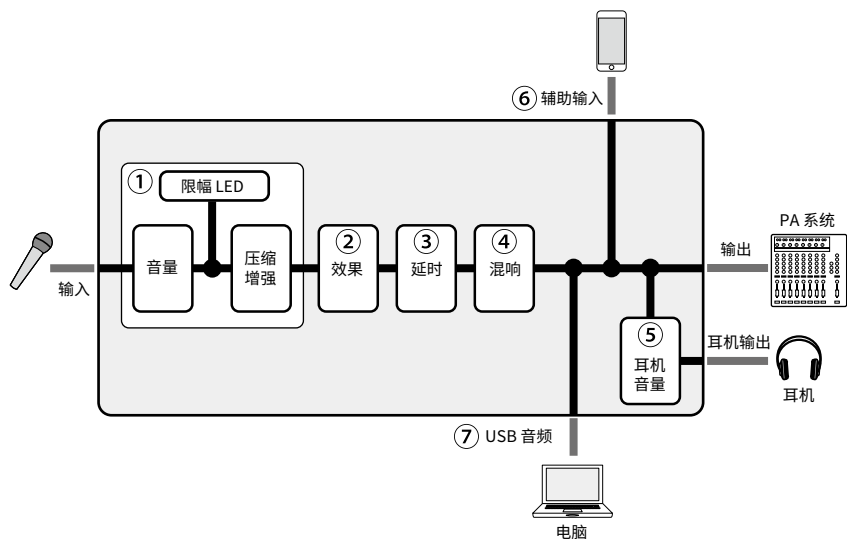 ⑥ 辅助输入
① 限幅 LED
PA 系统
音量
压缩
增强
② 效果
③ 延时
④ 混响
输入
输出
⑤ 耳机
音量
耳机输出
耳机
⑦ USB 音频
电脑